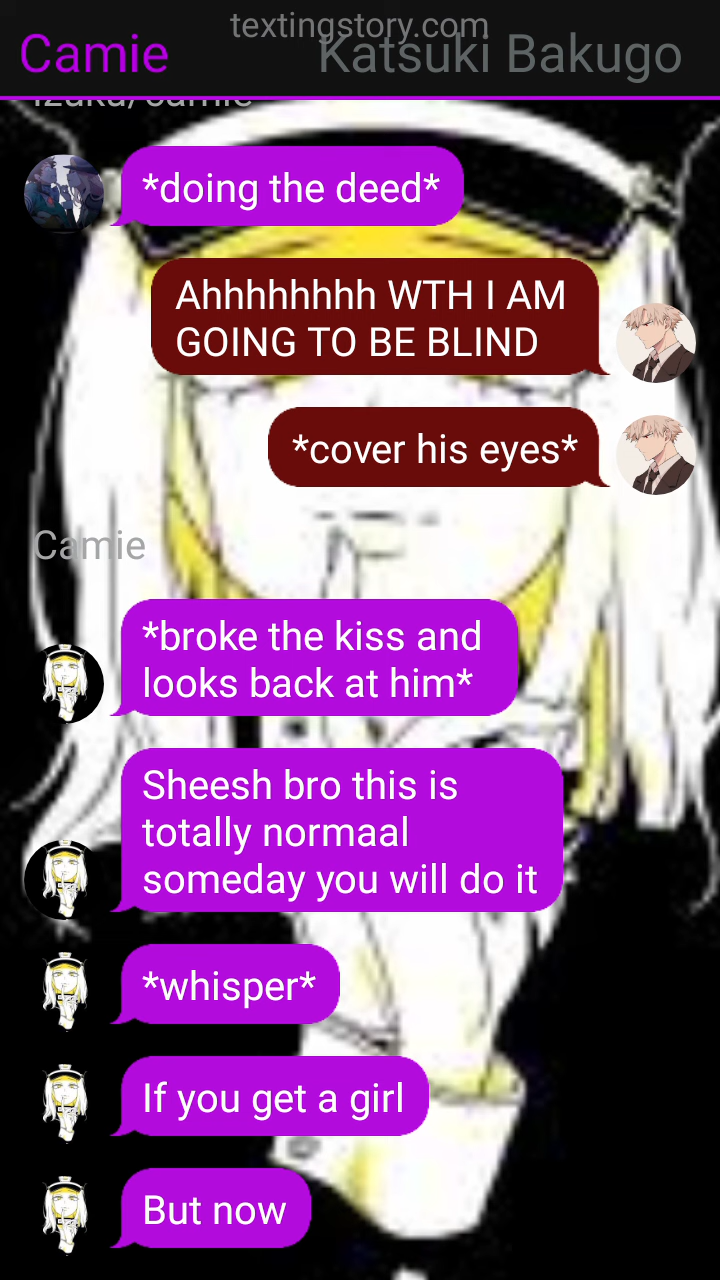 textingstory.com
Camie
Katsuki Bakugo
Izuku/camie
*doing the deed*
Ahhhhhhhh WTH I AM
GOING TO BE BLIND
*cover his eyes*
Camie
*broke the kiss and
looks back at him*
Sheesh bro this is
totally normaal
someday you will do it
*whisper*
If you get a girl
But now